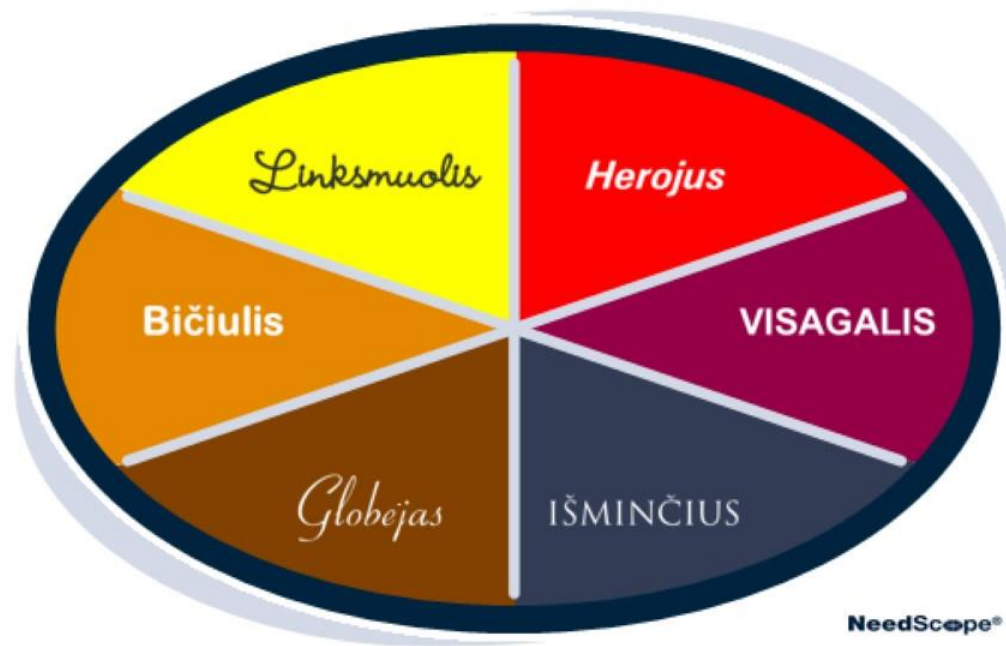 Linksmuolis
Herojus
Bičiulis
VISAGALIS
Globėjas
IŠMINČIUS
NeedScope®